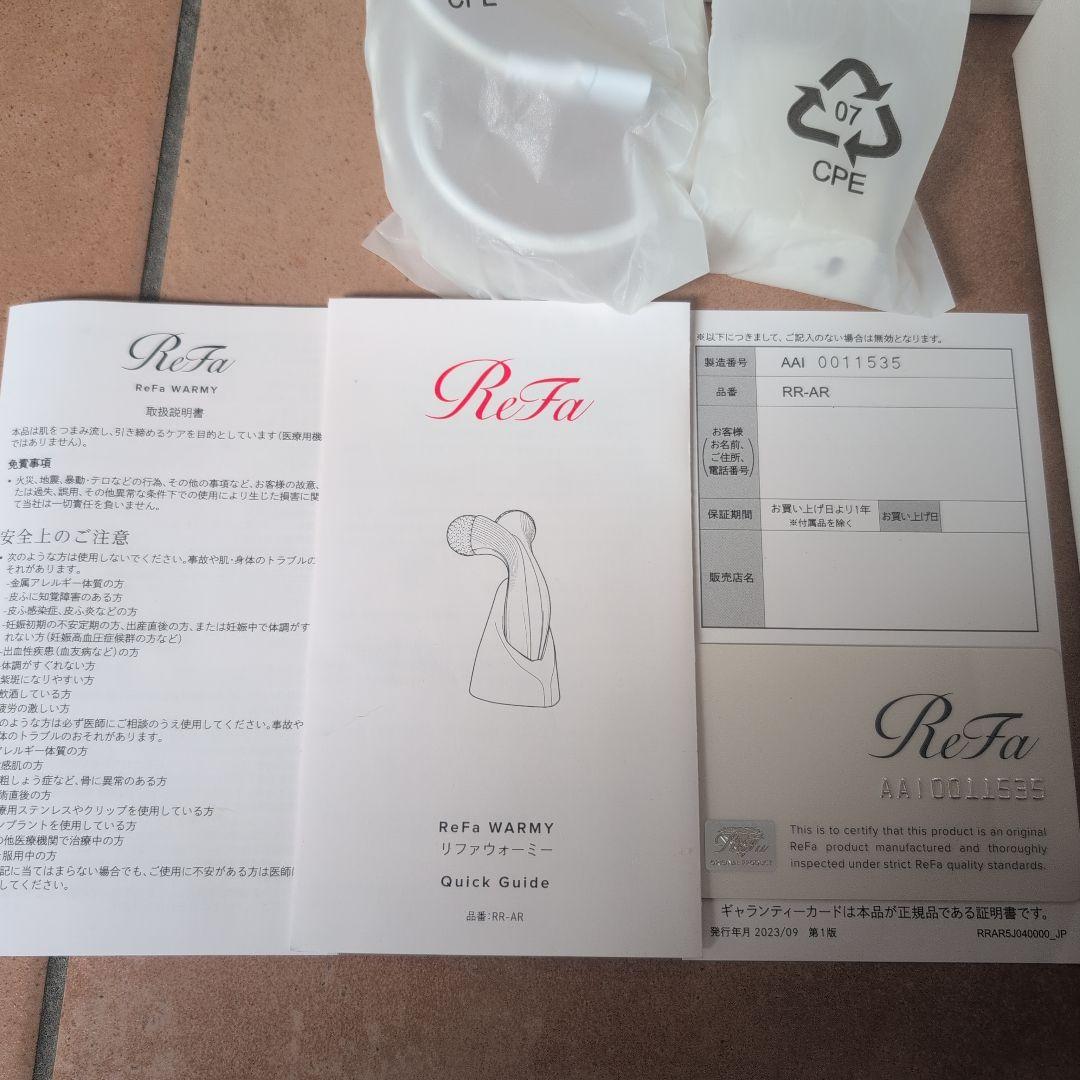 CPE
07
CPE
ReFa
ReFa WARMY
取扱説明書
本品は肌をつまみ流し、引き締めるケアを目的としています(医療用機
ではありません)。
免責事項
• 火災、地震、暴動・テロなどの行為、その他の事項など、お客様の故意、
たは過失、誤用、その他異常な条件下での使用により生じた損害に関
て当社は一切責任を負いません。
安全上のご注意
• 次のような方は使用しないでください。事故や肌・身体のトラブルの
それがあります。
-金属アレルギー体質の方
-皮ふに知覚障害のある方
-皮ふ感染症、皮ふ炎などの方
-妊娠初期の不安定期の方、出産直後の方、または妊娠中で体調がす
れない方(妊娠高血圧症候群の方など)
-出血性疾患(血友病など)の方
-体調がすぐれない方
紫斑になりやすい方
飲酒している方
疲労の激しい方
のような方は必ず医師にご相談のうえ使用してください。事故や
体のトラブルのおそれがあります。
アレルギー体質の方
感肌の方
粗しょう症など、骨に異常のある方
術直後の方
療用ステンレスやクリップを使用している方
ンプラントを使用している方
の他医療機関で治療中の方
服用中の方
記に当てはまらない場合でも、ご使用に不安がある方は医師に
してください。
ReFa
ReFa WARMY
リファウォーミー
Quick Guide
品番:RR-AR
※以下につきまして、ご記入のない場合は無効となります。
製造番号 AAI 0011535
品番 RR-AR
お客様
(お名前、
ご住所、
電話番号)
保証期間 お買い上げ日より1年
※付属品を除く
お買い上げ日
販売店名
ReFa
AAI0011535
ReFa
ORIGINAL PRODUCT
This is to certify that this product is an original
ReFa product manufactured and thoroughly
inspected under strict ReFa quality standards.
ギャランティーカードは本品が正規品である証明書です。
発行年月 2023/09 第1版 RRAR5J040000_JP